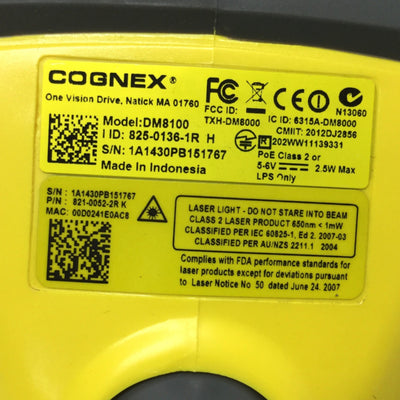 COGNEX®
One Vision Drive, Natick MA 01760
Model:DM8100
I ID: 825-0136-1R H
S/N: 1A1430PB151767
Made in Indonesia
FC CE N
N13060
FCC ID: IC ID: 6315A-DM8000
TXH-DM8000 CMIIT: 2012DJ2856
R 202WW11139331
PoE Class 2 or
5-6V 2.5W Max
LPS Only
S/N : 1A1430PB151767
P/N : 821-0052-2R K
MAC: 00D0241E0AC8
LASER LIGHT - DO NOT STARE INTO BEAM
CLASS 2 LASER PRODUCT 650nm < 1mW
CLASSIFIED PER IEC 60825-1, Ed 2. 2007-03
CLASSIFIED PER AU/NZS 2211.1 2004
Complies with FDA performance standards for
laser products except for deviations pursuant
to Laser Notice No 50 dated June 24. 2007